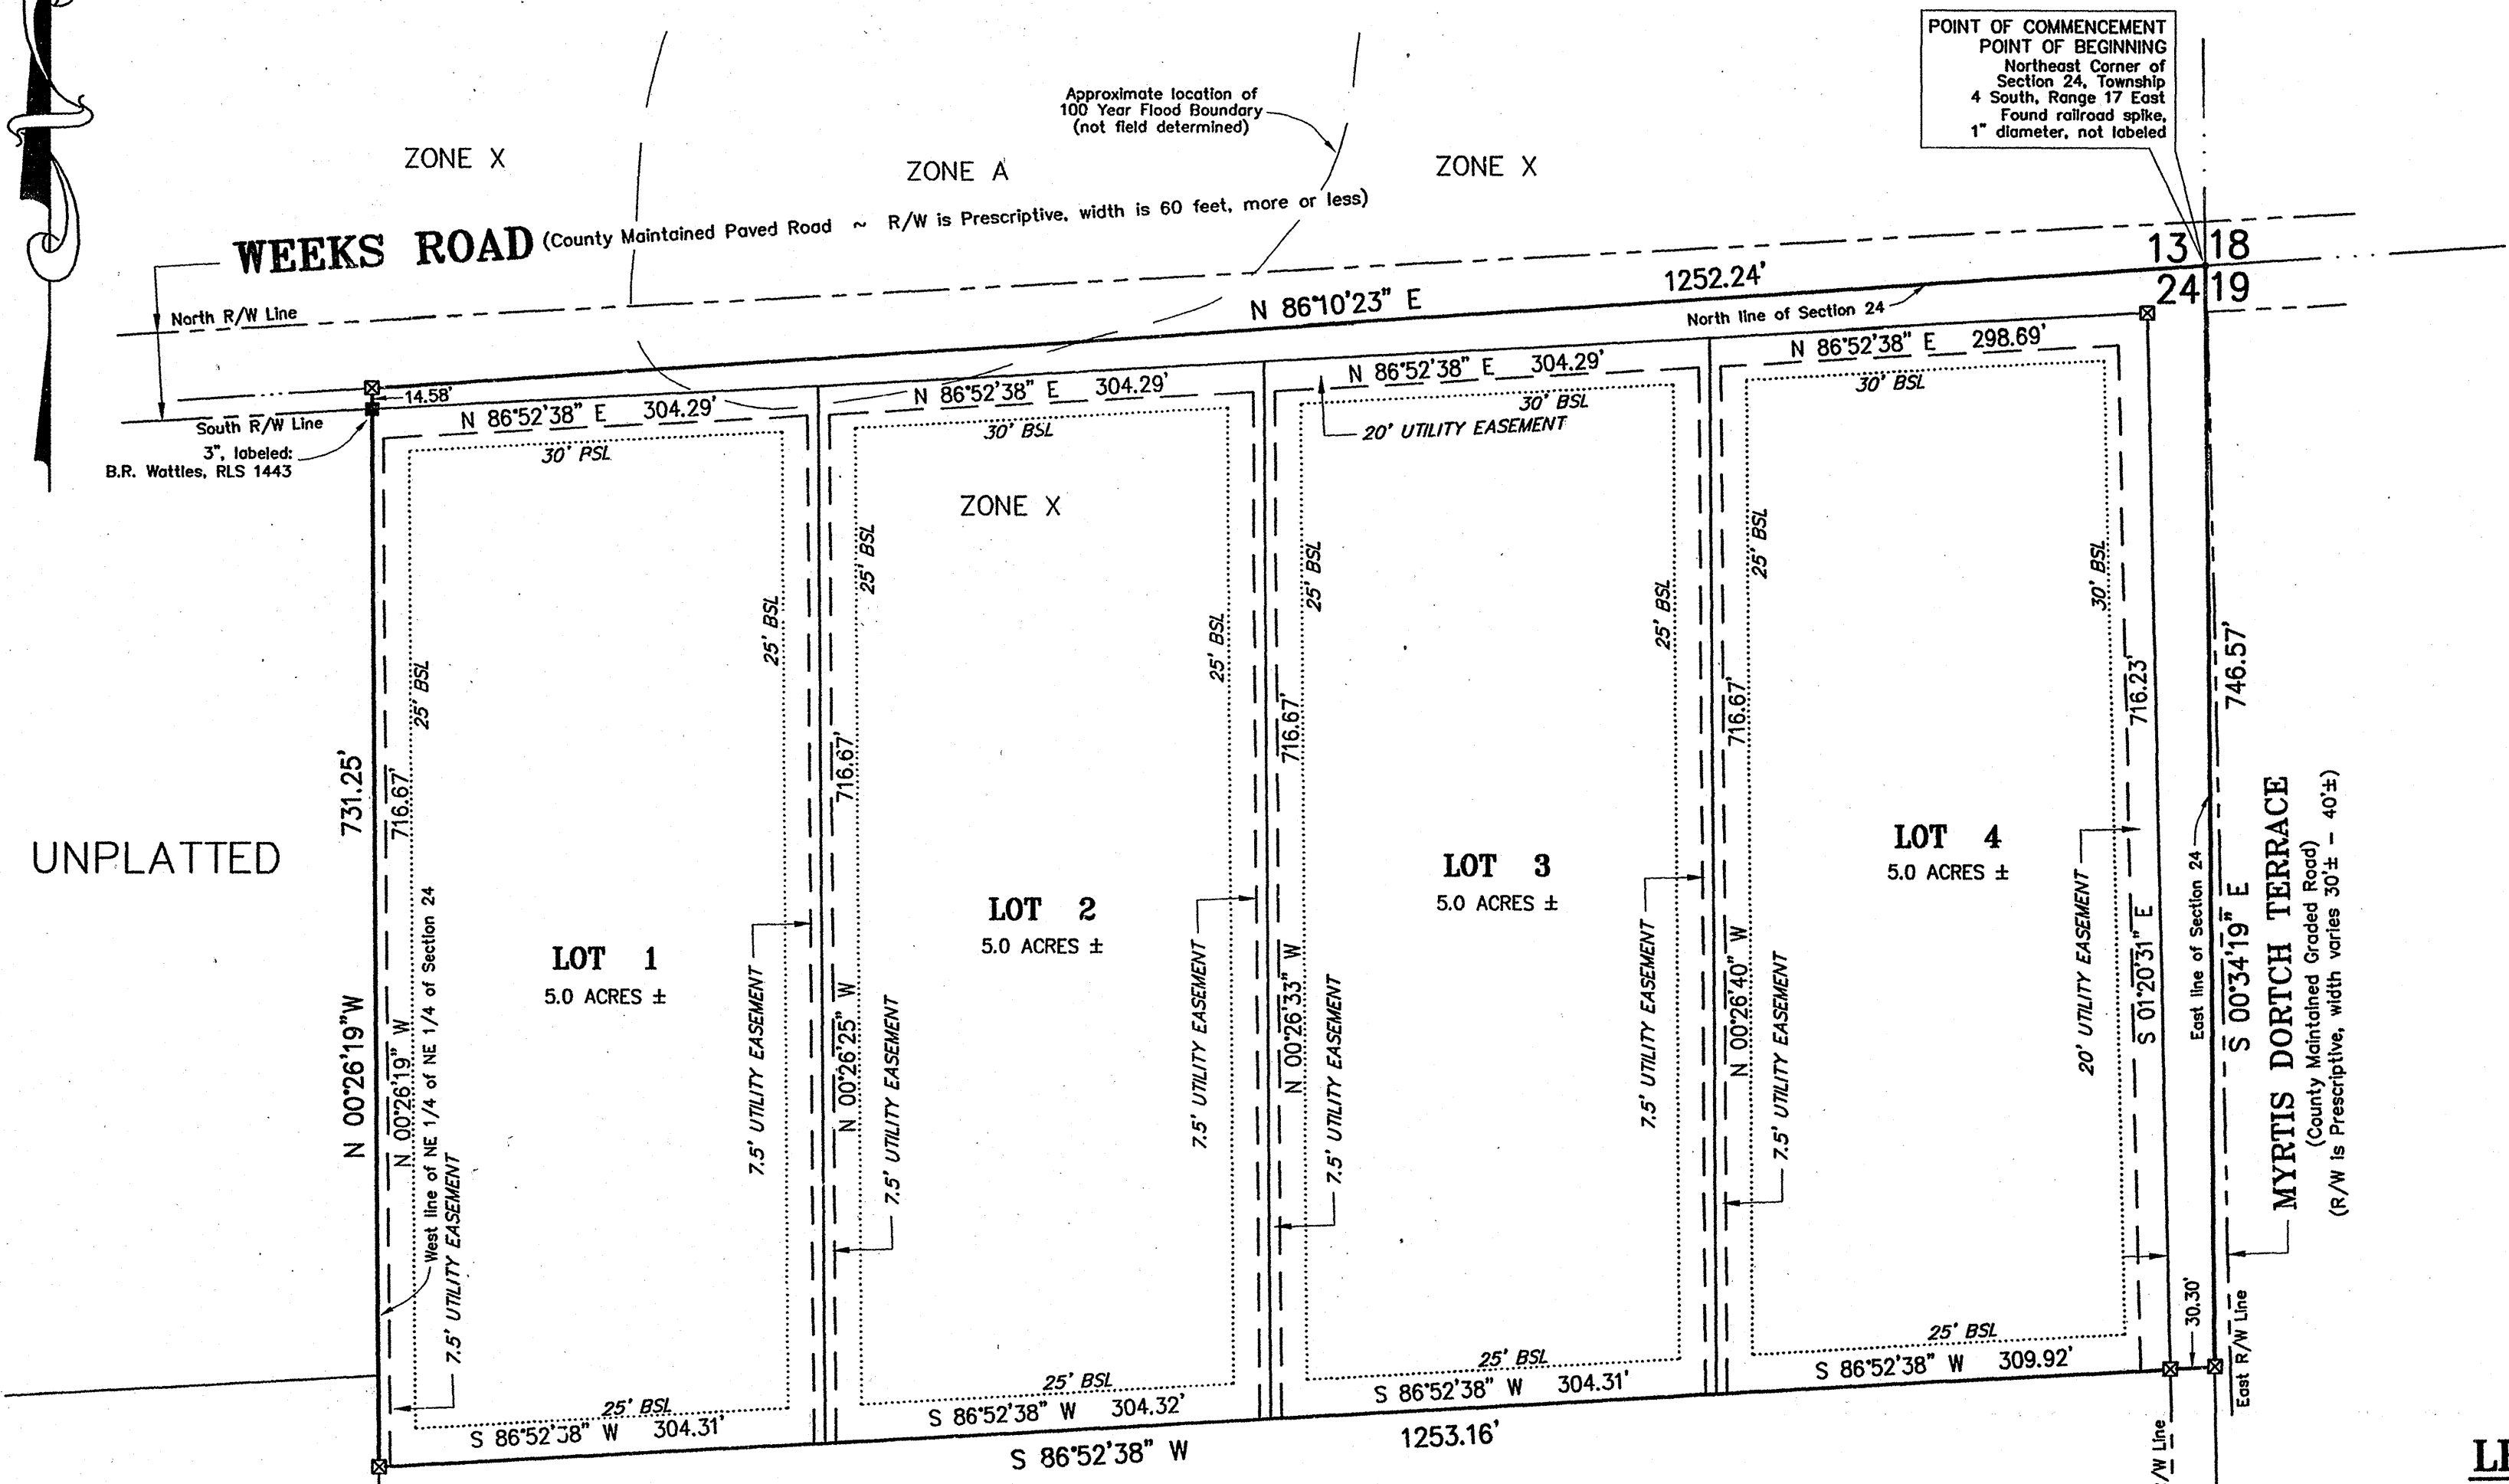 POINT OF COMMENCEMENT
POINT OF BEGINNING
Northeast Corner of
Section 24, Township
4 South, Range 17 East
Found railroad spike,
1" diameter, not labeled
Approximate location of
100 Year Flood Boundary
(not field determined)
ZONE X
ZONE A
ZONE X
WEEKS ROAD (County Maintained Paved Road ~ R/W is Prescriptive, width is 60 feet, more or less)
13 18
24 19
1252.24'
N 86°10'23" E
North line of Section 24
North R/W Line
14.58'
South R/W Line
3", labeled:
B.R. Wattles, RLS 1443
N 86°52'38" E 304.29'
N 86°52'38" E 304.29'
N 86°52'38" E 304.29'
N 86°52'38" E 298.69'
30' BSL
30' BSL
30' BSL
20' UTILITY EASEMENT
30' RSL
ZONE X
25' BSL
25' BSL
25' BSL
25' BSL
25' BSL
25' BSL
25' BSL
30' BSL
731.25'
716.67'
716.67'
716.67'
716.67'
716.23'
746.57'
UNPLATTED
LOT 1
5.0 ACRES ±
LOT 2
5.0 ACRES ±
LOT 3
5.0 ACRES ±
LOT 4
5.0 ACRES ±
N 00°26'19"W
N 00°26'19" W
West line of NE 1/4 of NE 1/4 of Section 24
7.5' UTILITY EASEMENT
7.5' UTILITY EASEMENT
N 00°26'25" W
7.5' UTILITY EASEMENT
7.5' UTILITY EASEMENT
N 00°26'33" W
7.5' UTILITY EASEMENT
7.5' UTILITY EASEMENT
N 00°26'40" W
7.5' UTILITY EASEMENT
20' UTILITY EASEMENT
S 01°20'31" E
East line of Section 24
S 00°34'19" E
MYRTIS DORTCH TERRACE
(County Maintained Graded Road)
(R/W is Prescriptive, width varies 30'± - 40'±)
30.30'
East R/W Line
25' BSL
25' BSL
25' BSL
25' BSL
S 86°52'38" W 304.31'
S 86°52'38" W 304.32'
S 86°52'38" W 304.31'
S 86°52'38" W 309.92'
S 86°52'38" W
1253.16'
/W Line